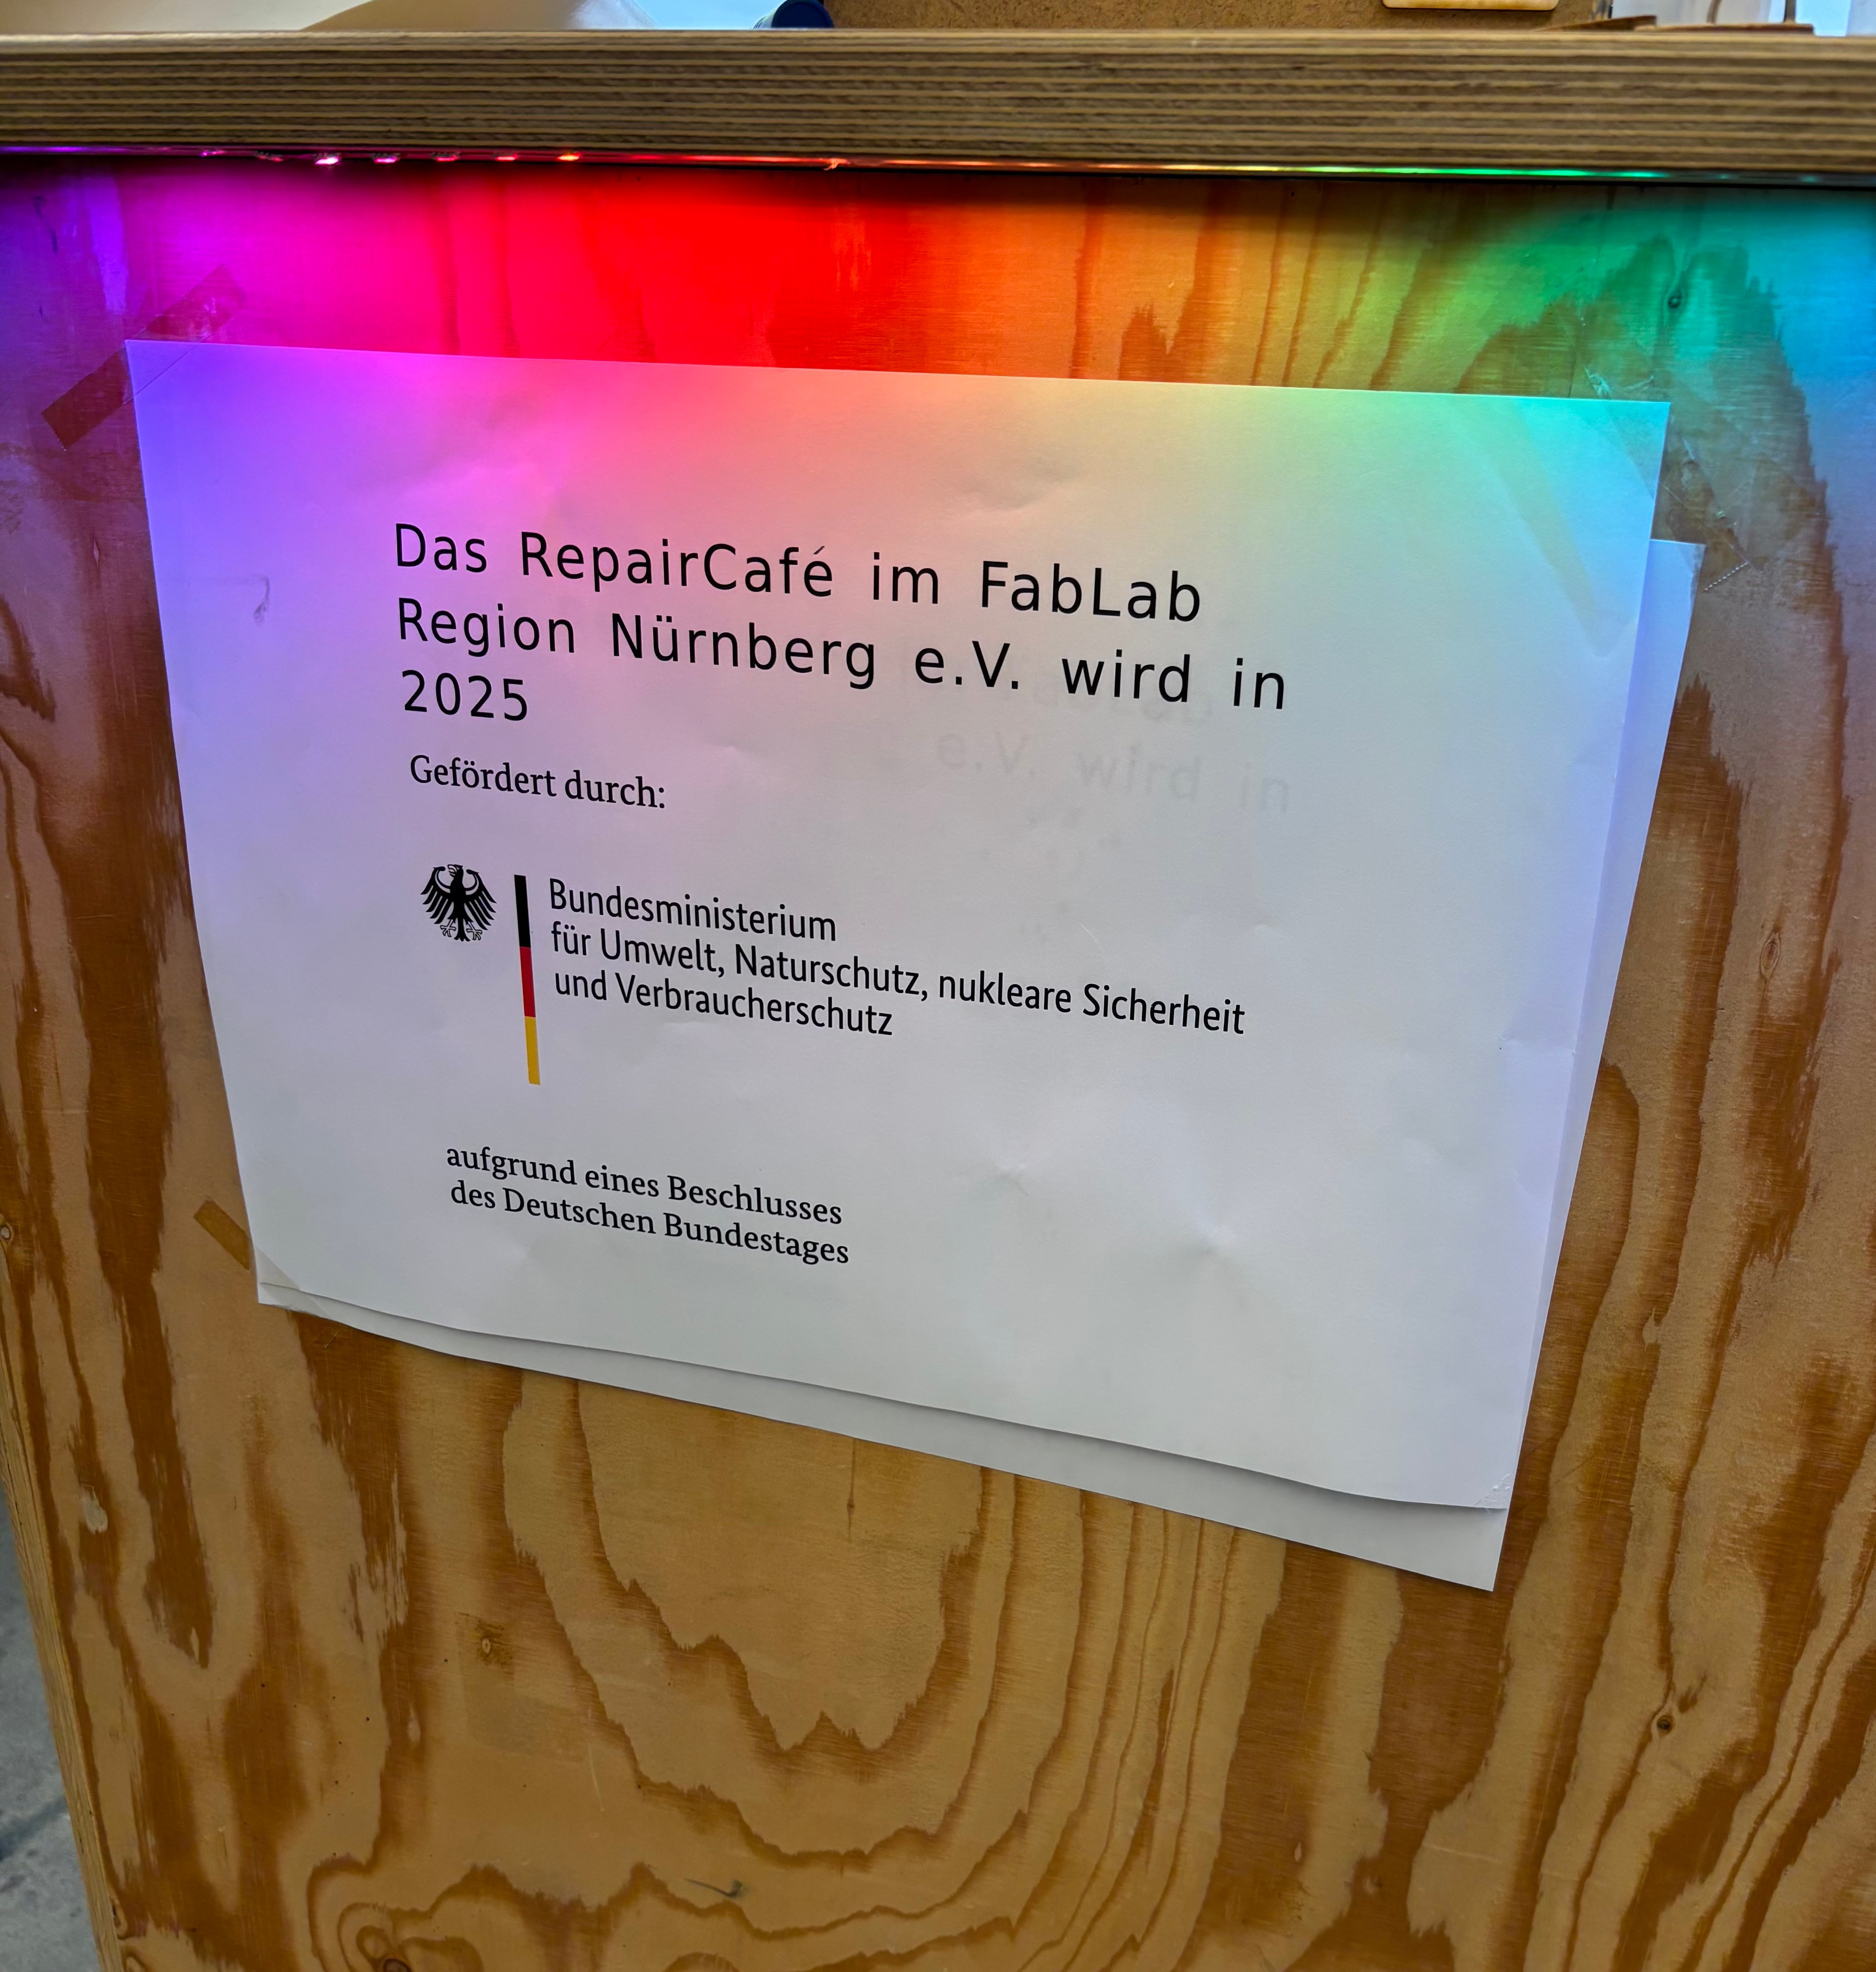 Das RepairCafé im FabLab
Region Nürnberg e.V. wird in
2025
Gefördert durch:
Bundesministerium
für Umwelt, Naturschutz, nukleare Sicherheit
und Verbraucherschutz
aufgrund eines Beschlusses
des Deutschen Bundestages